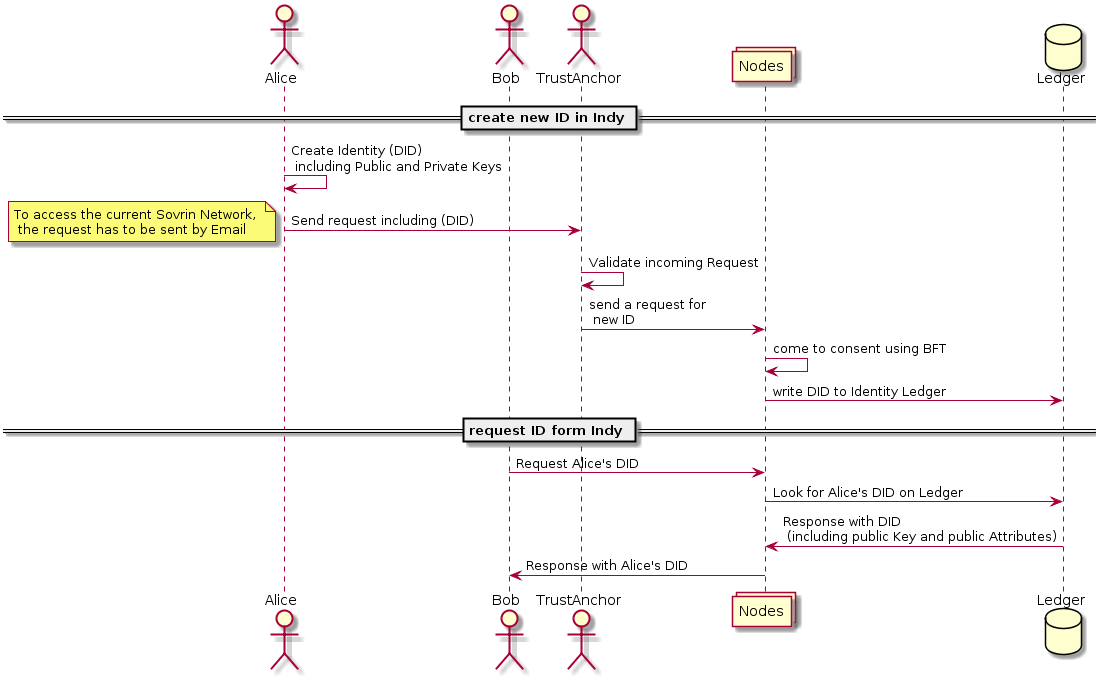 Alice
Bob
TrustAnchor
Nodes
Ledger
create new ID in Indy
Create Identity (DID)
including Public and Private Keys
To access the current Sovrin Network,
the request has to be sent by Email
Send request including (DID)
Validate incoming Request
send a request for
new ID
come to consent using BFT
write DID to Identity Ledger
request ID form Indy
Request Alice's DID
Look for Alice's DID on Ledger
Response with DID
(including public Key and public Attributes)
Response with Alice's DID
Alice
Bob
TrustAnchor
Nodes
Ledger